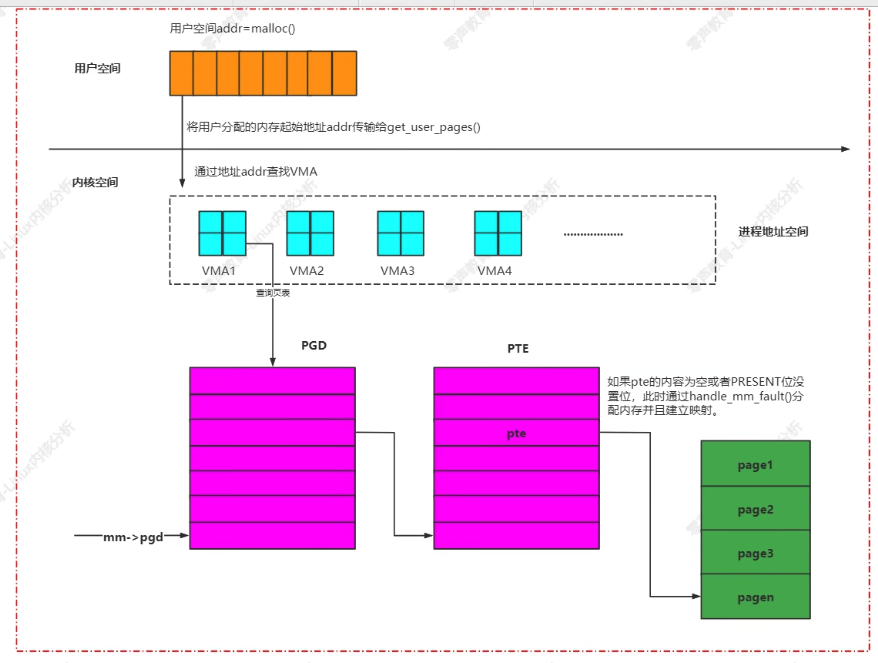 用户空间addr=malloc()
用户空间
将用户分配的内存起始地址addr传输给get_user_pages()
通过地址addr查找VMA
内核空间
进程地址空间
VMA1
VMA2
VMA3
VMA4
查询页表
PGD
PTE
如果pte的内容为空或者PRESENT位没
置位，此时通过handle_mm_fault()分
配内存并且建立映射。
pte
page1
page2
page3
pagen
mm->pgd